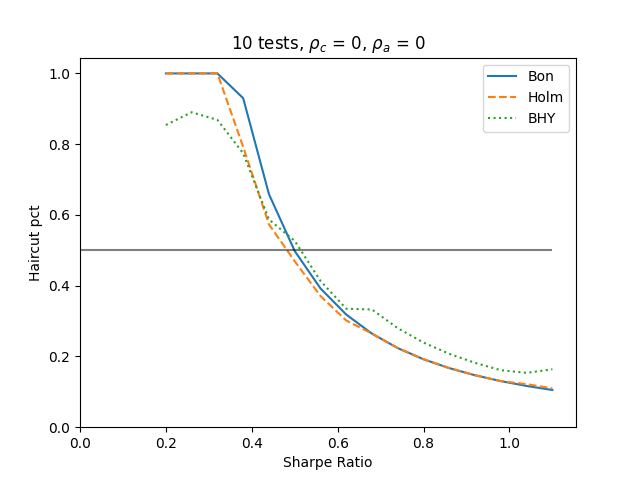 10 tests, ρc = 0, ρa = 0
Bon
Holm
BHY
Haircut pct
1.0
0.8
0.6
0.4
0.2
0.0
0.0 0.2 0.4 0.6 0.8 1.0
Sharpe Ratio